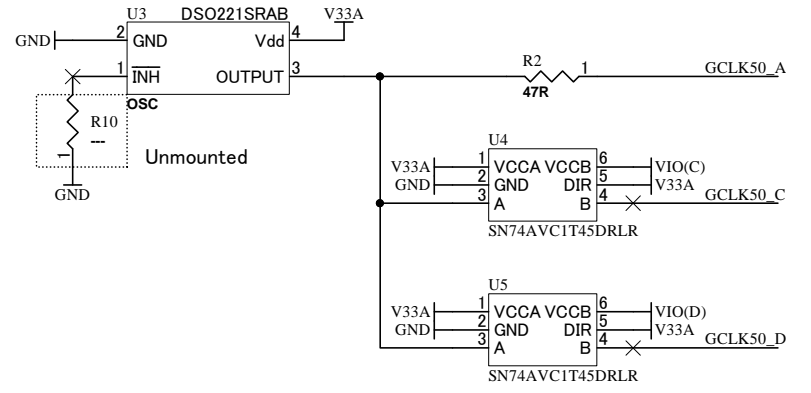 U3 DSO221SRAB V33A
GND 2 GND Vdd 4
1 INH OUTPUT 3 R2 1 GCLK50_A
OSC 47R
R10
---
1
Unmounted
GND
U4
V33A 1 VCCA VCCB 6 VIO(C)
GND 2 GND DIR 5 V33A
3 A B 4 GCLK50_C
SN74AVC1T45DRLR
U5
V33A 1 VCCA VCCB 6 VIO(D)
GND 2 GND DIR 5 V33A
3 A B 4 GCLK50_D
SN74AVC1T45DRLR